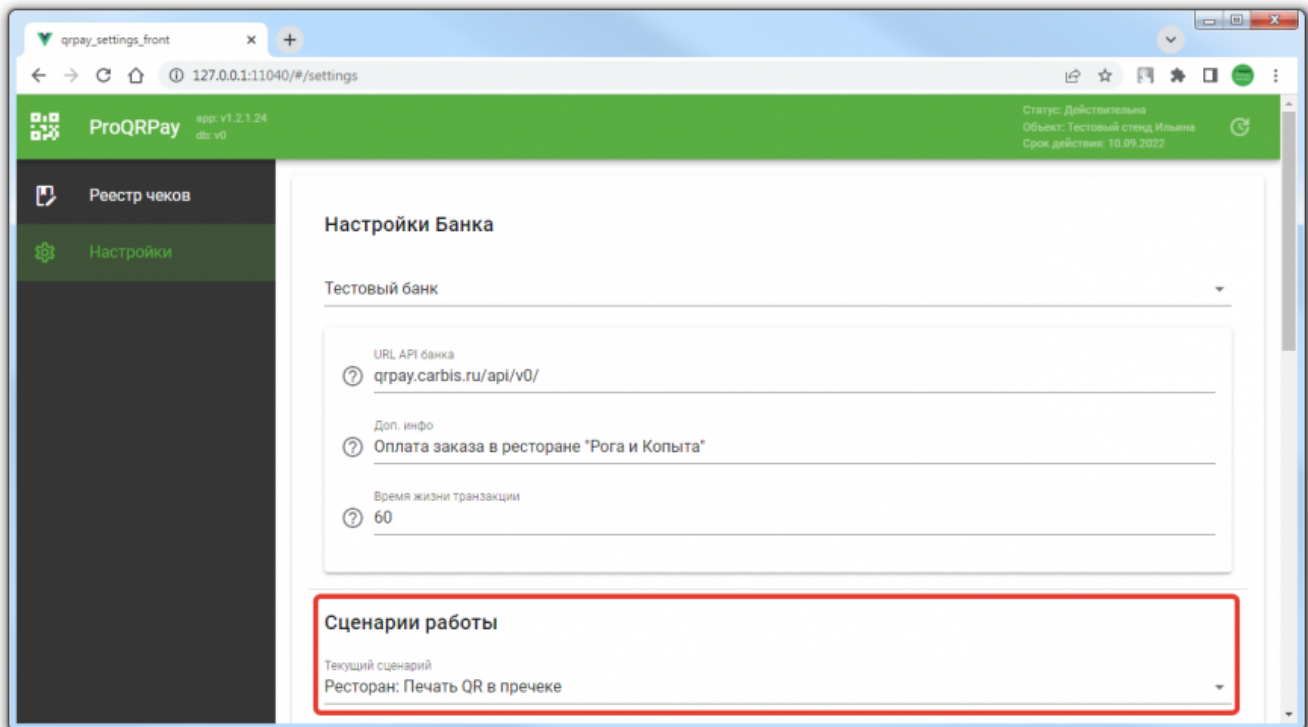 qrpay_settings_front
127.0.0.1:11040/#/settings
ProQRPay
app: v1.2.1.24
db: v0
Статус: Действительна
Объект: Тестовый стенд Ильина
Срок действия: 10.09.2022
Реестр чеков
Настройки
Настройки Банка
Тестовый банк
URL API банка
qrpay.carbis.ru/api/v0/
Доп. инфо
Оплата заказа в ресторане "Рога и Копыта"
Время жизни транзакции
60
Сценарии работы
Текущий сценарий
Ресторан: Печать QR в пречеке